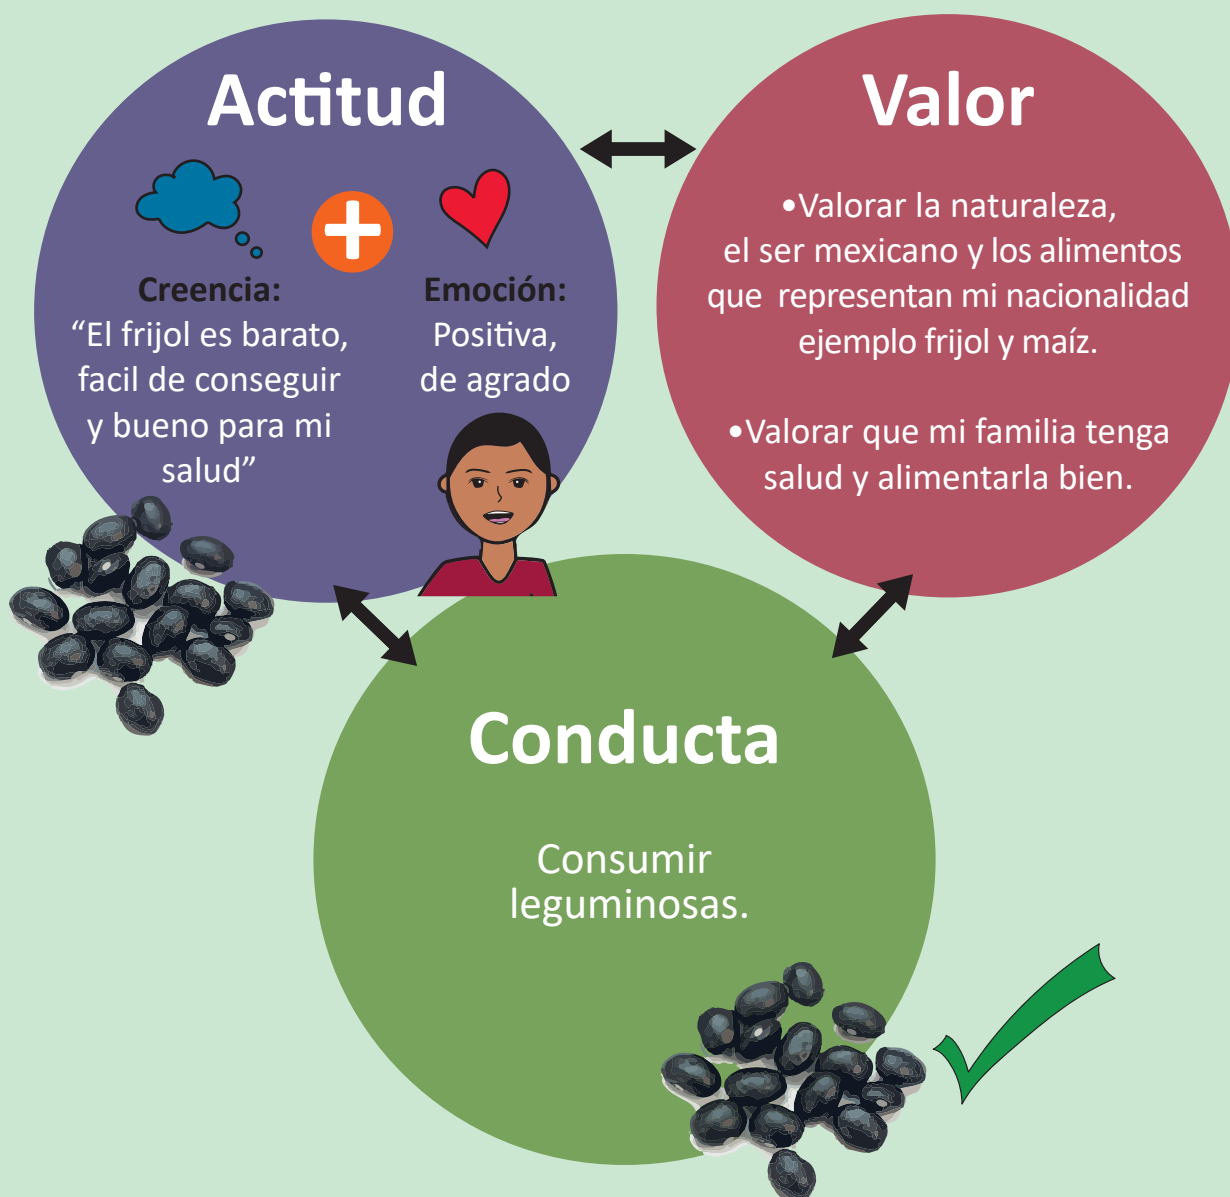 Actitud
Creencia:
“El frijol es barato,
facil de conseguir
y bueno para mi
salud”
Emoción:
Positiva,
de agrado
Valor
•Valorar la naturaleza,
el ser mexicano y los alimentos
que representan mi nacionalidad
ejemplo frijol y maíz.
•Valorar que mi familia tenga
salud y alimentarla bien.
Conducta
Consumir
leguminosas.